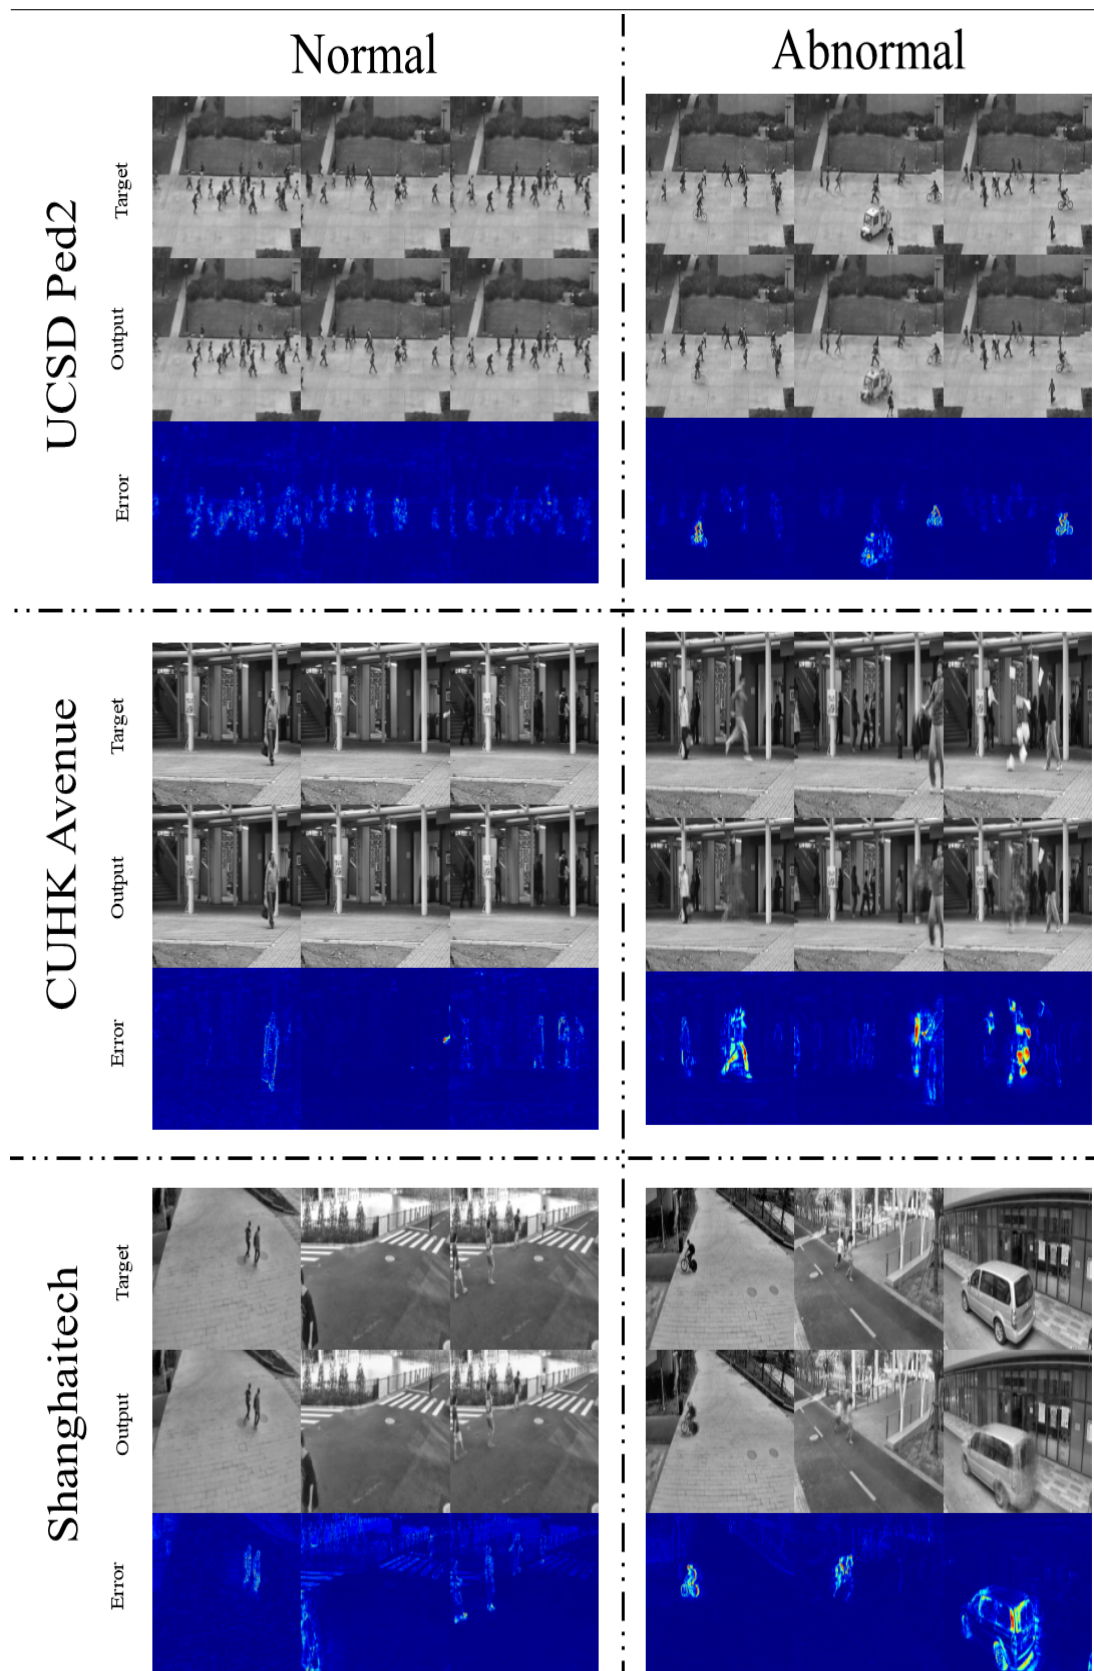 Normal
Abnormal
UCSD Ped2
Target
Output
Error
CUHK Avenue
Target
Output
Error
Shanghaitech
Target
Output
Error